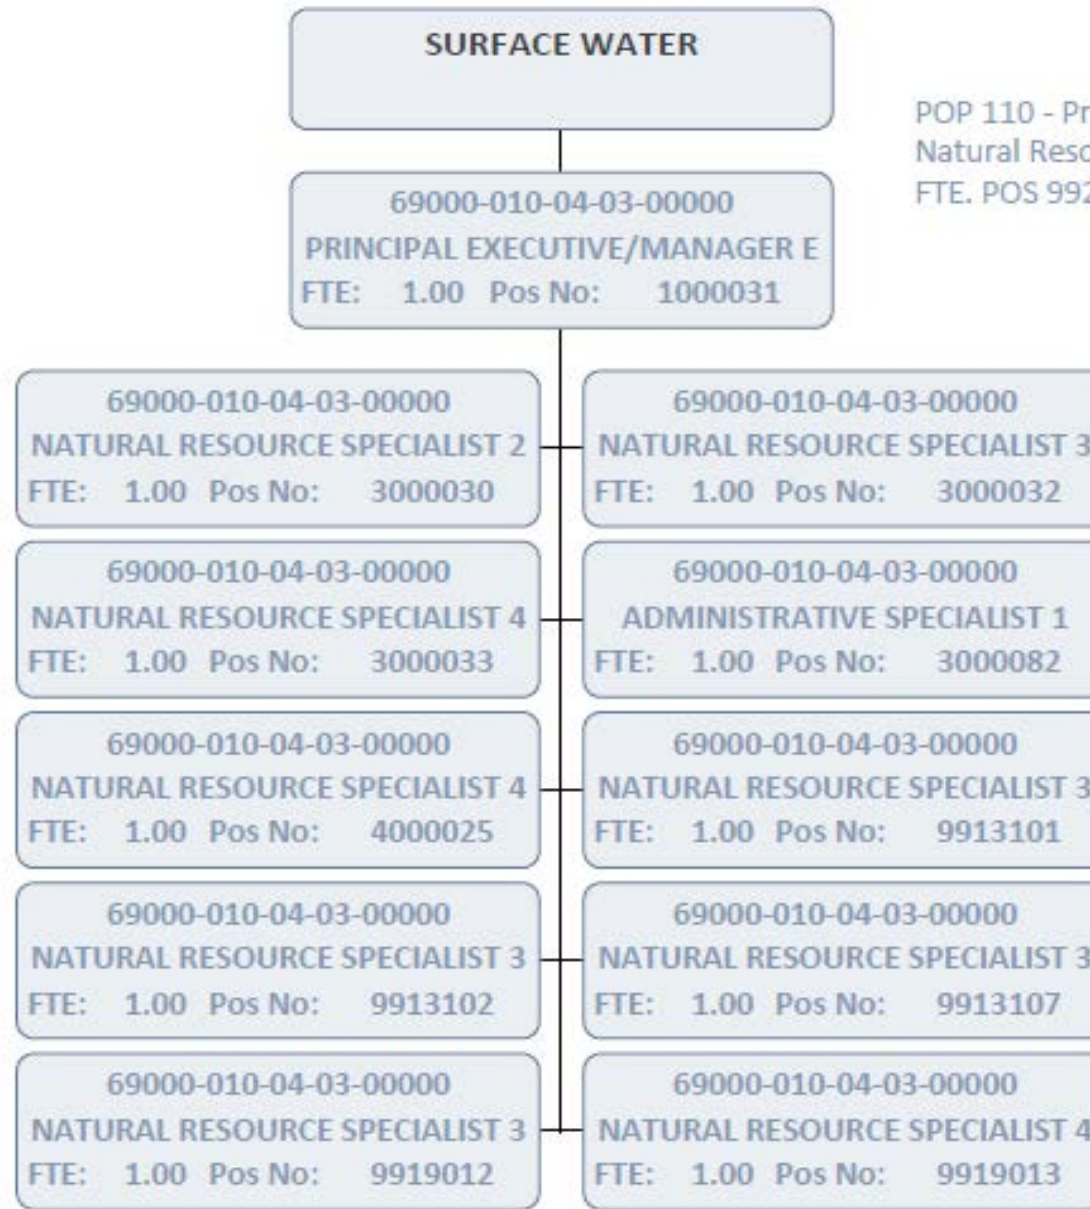 SURFACE WATER
POP 110 - Pr
Natural Reso
FTE. POS 992
69000-010-04-03-00000
PRINCIPAL EXECUTIVE/MANAGER E
FTE: 1.00 Pos No: 1000031
69000-010-04-03-00000
NATURAL RESOURCE SPECIALIST 2
FTE: 1.00 Pos No: 3000030
69000-010-04-03-00000
NATURAL RESOURCE SPECIALIST 3
FTE: 1.00 Pos No: 3000032
69000-010-04-03-00000
NATURAL RESOURCE SPECIALIST 4
FTE: 1.00 Pos No: 3000033
69000-010-04-03-00000
ADMINISTRATIVE SPECIALIST 1
FTE: 1.00 Pos No: 3000082
69000-010-04-03-00000
NATURAL RESOURCE SPECIALIST 4
FTE: 1.00 Pos No: 4000025
69000-010-04-03-00000
NATURAL RESOURCE SPECIALIST 3
FTE: 1.00 Pos No: 9913101
69000-010-04-03-00000
NATURAL RESOURCE SPECIALIST 3
FTE: 1.00 Pos No: 9913102
69000-010-04-03-00000
NATURAL RESOURCE SPECIALIST 3
FTE: 1.00 Pos No: 9913107
69000-010-04-03-00000
NATURAL RESOURCE SPECIALIST 3
FTE: 1.00 Pos No: 9919012
69000-010-04-03-00000
NATURAL RESOURCE SPECIALIST 4
FTE: 1.00 Pos No: 9919013